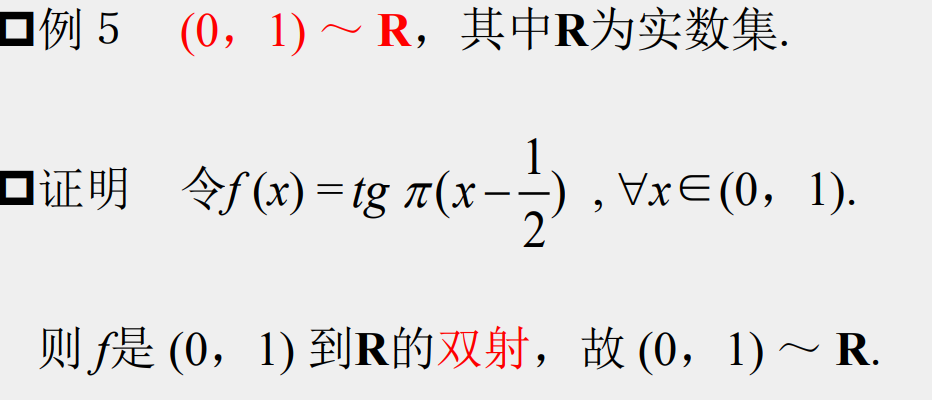 例 5 (0，1) ～ R，其中R为实数集.
证明 令f (x) = tg π(x − 1/2) , ∀x∈(0，1).
则 f是 (0，1) 到R的双射，故 (0，1) ～ R.